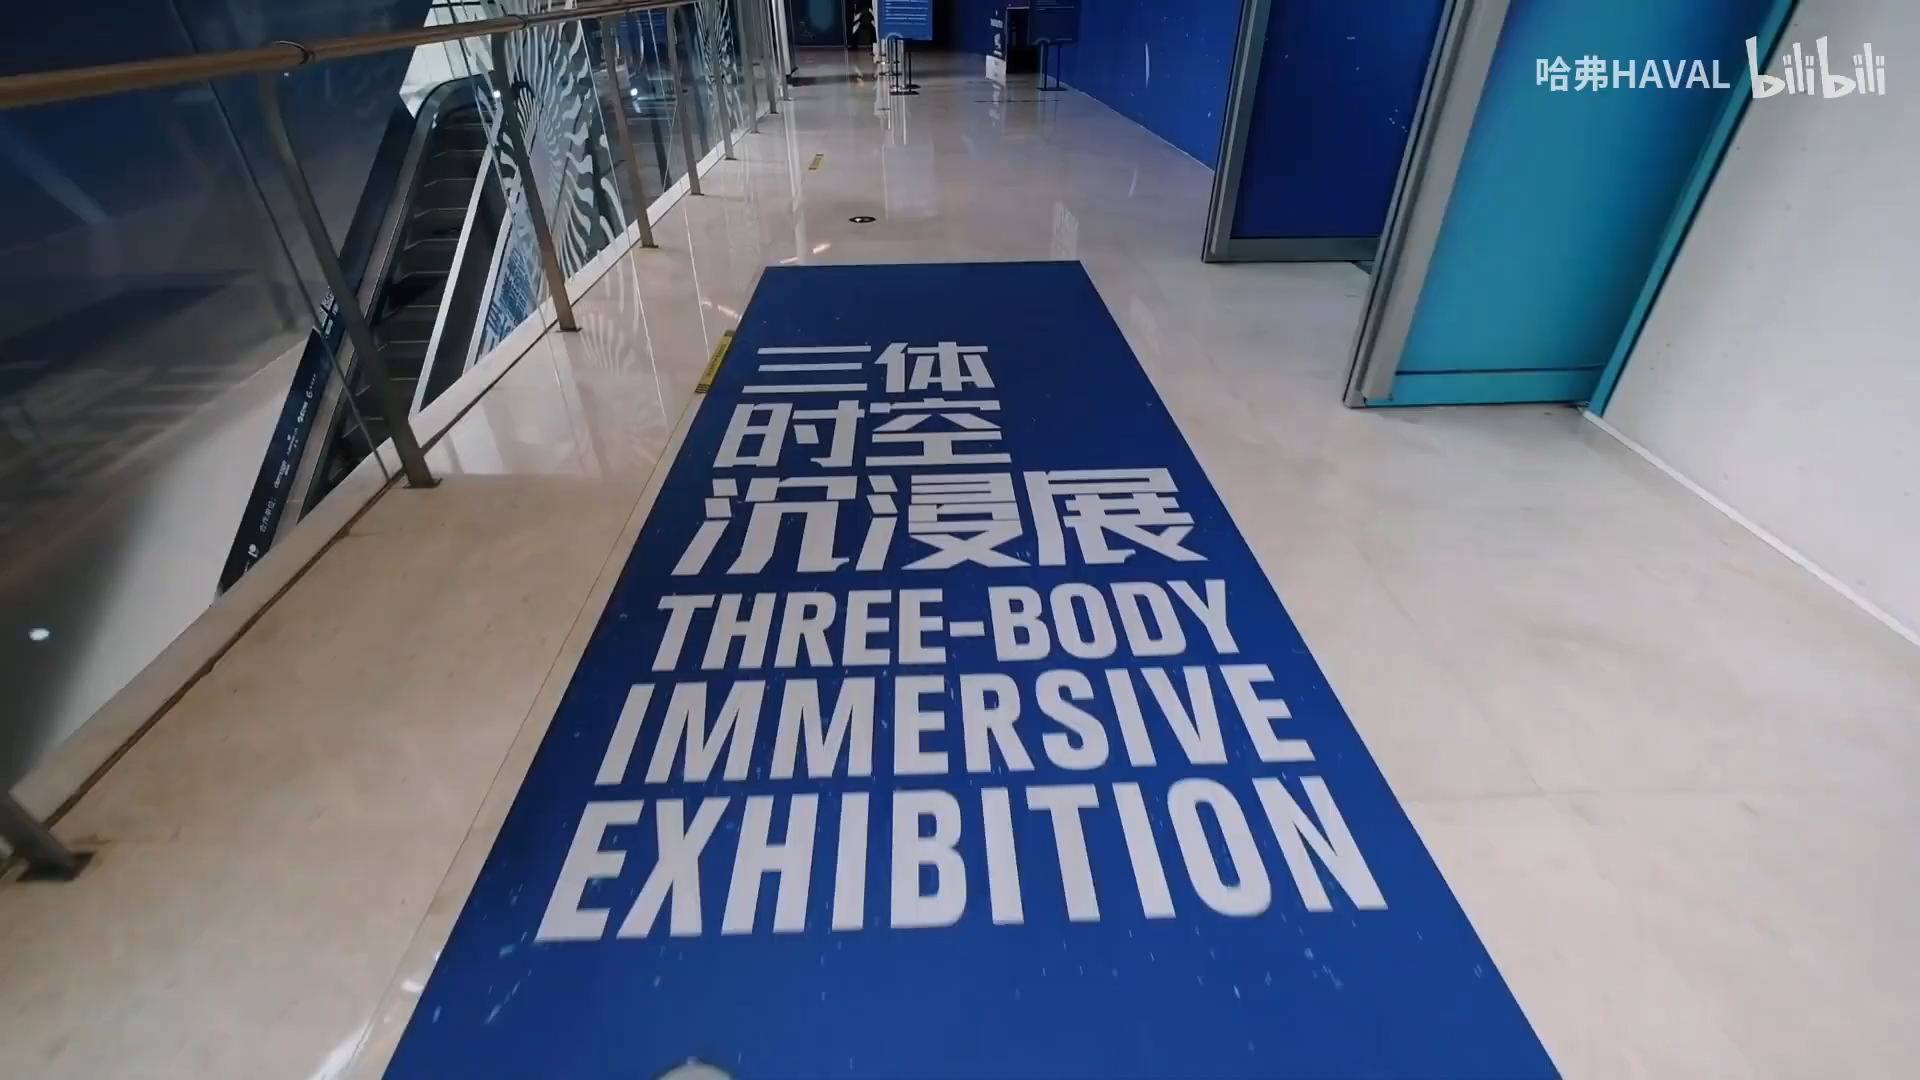 哈弗HAVAL bilibili
三体
时空
沉浸展
THREE-BODY
IMMERSIVE
EXHIBITION